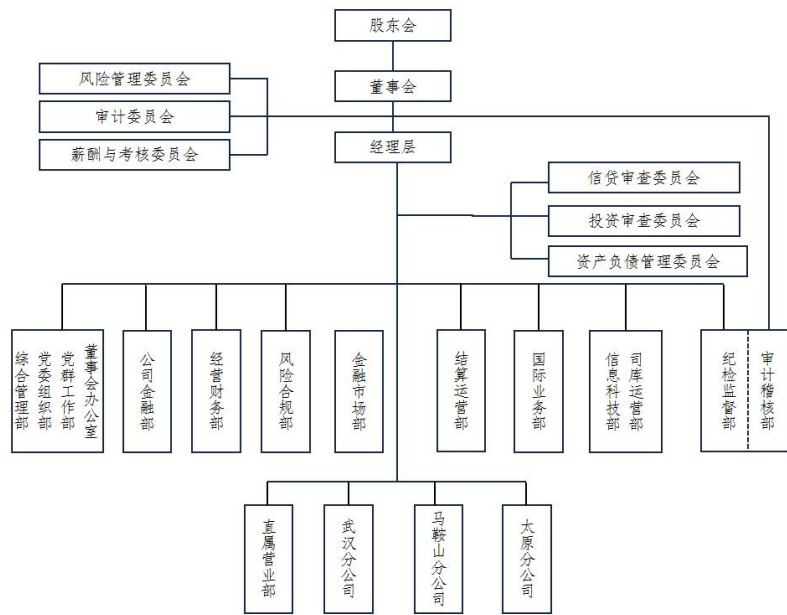 股东会
董事会
风险管理委员会
审计委员会
薪酬与考核委员会
经理层
信贷审查委员会
投资审查委员会
资产负债管理委员会
董事会办公室
党群工作部
党委组织部
综合管理部
公司金融部
经营财务部
风险合规部
金融市场部
结算运营部
国际业务部
司库运营部
信息科技部
纪检监督部
审计稽核部
直属营业部
武汉分公司
马鞍山分公司
太原分公司